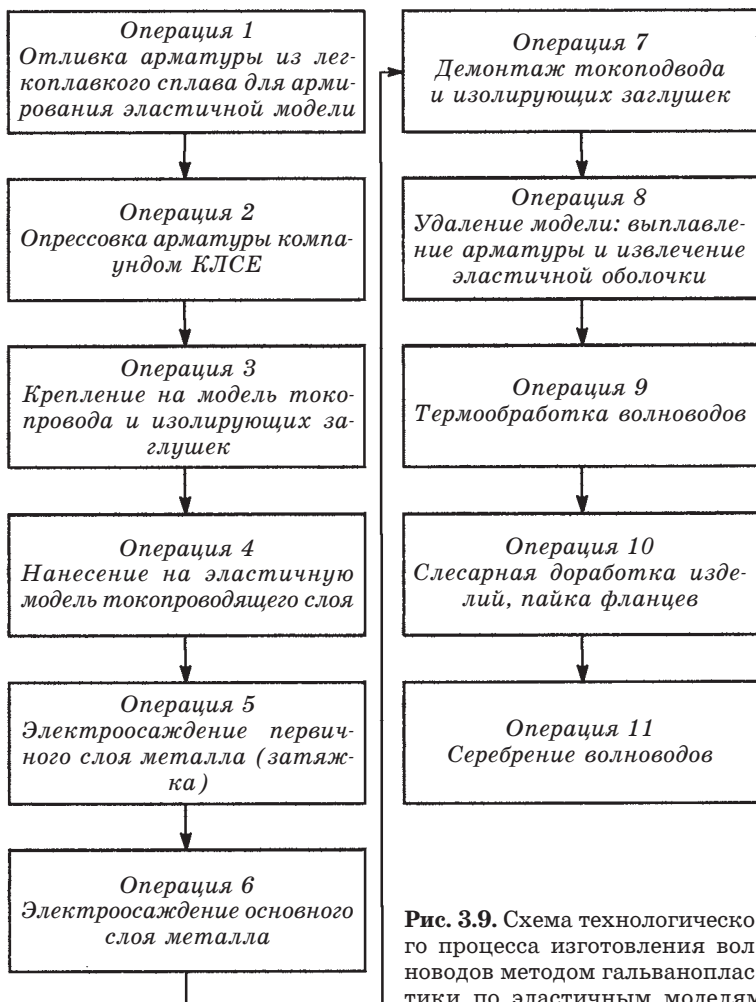 Операция 1
Отливка арматуры из лег-
коплавкого сплава для арми-
рования эластичной модели
Операция 2
Опрессовка арматуры компа-
ундом КЛСЕ
Операция 3
Крепление на модель токо-
провода и изолирующих за-
глушек
Операция 4
Нанесение на эластичную
модель токопроводящего слоя
Операция 5
Электроосаждение первич-
ного слоя металла (затяж-
ка)
Операция 6
Электроосаждение основного
слоя металла
Операция 7
Демонтаж токоподвода
и изолирующих заглушек
Операция 8
Удаление модели: выплавле-
ние арматуры и извлечение
эластичной оболочки
Операция 9
Термообработка волноводов
Операция 10
Слесарная доработка изде-
лий, пайка фланцев
Операция 11
Серебрение волноводов
Рис. 3.9. Схема технологическо
го процесса изготовления вол
новодов методом гальваноплас
тики по эластичным моделям